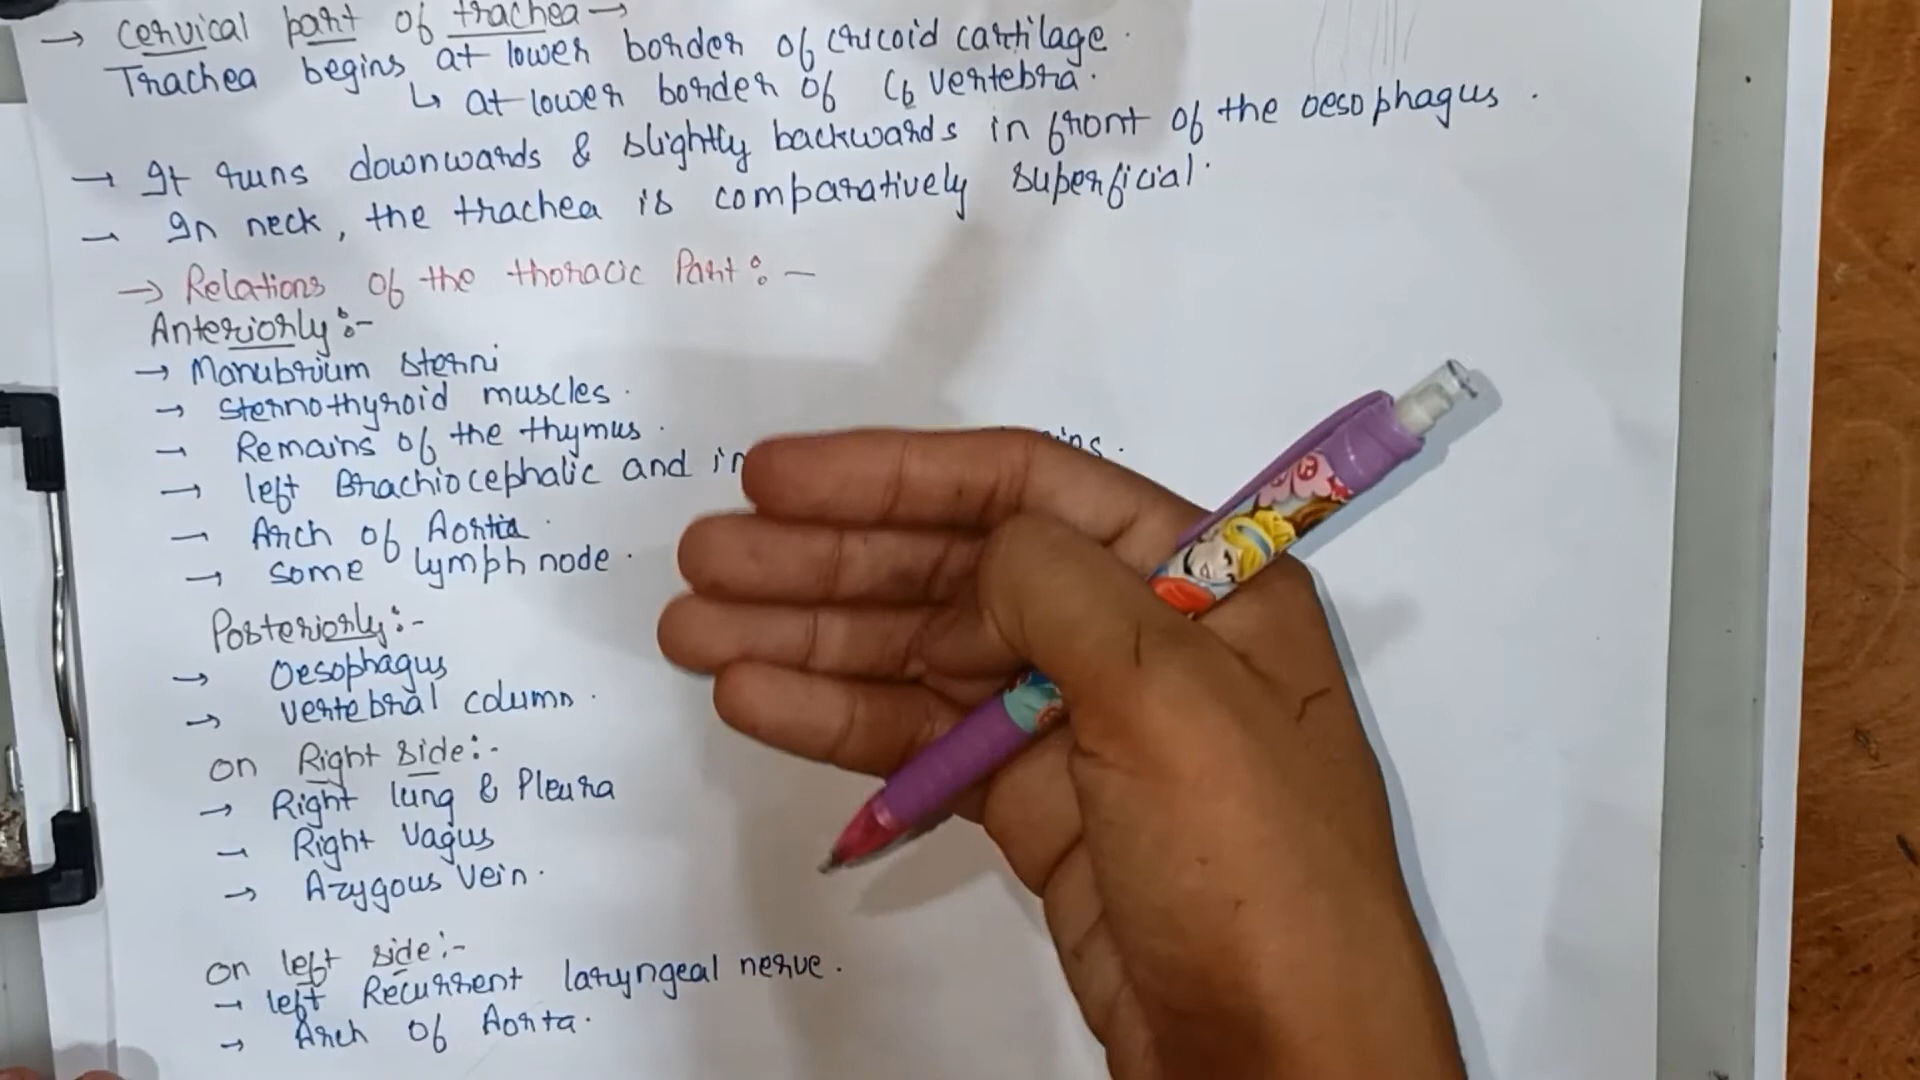 → Cervical part of trachea →
Trachea begins at lower border of cricoid cartilage.
↳ at lower border of C6 vertebra.
→ It runs downwards & slightly backwards in front of the oesophagus.
→ In neck, the trachea is comparatively superficial.
→ Relations of the thoracic Part :-
Anteriorly :-
→ Manubrium sterni
→ Sternothyroid muscles.
→ Remains of the thymus.
→ left Brachiocephalic and
→ Arch of Aorta.
→ some lymph node.
Posteriorly :-
→ Oesophagus
→ vertebral column.
on Right side :-
→ Right lung & Pleura
→ Right Vagus
→ Azygous Vein.
on left side :-
→ left Recurrent laryngeal nerve.
→ Arch of Aorta.